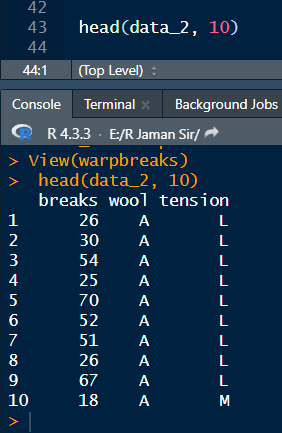 42
43 head(data_2, 10)
44
44:1 (Top Level)
Console Terminal Background Jobs
R R 4.3.3 · E:/R Jaman Sir/
> View(warpbreaks)
> head(data_2, 10)
breaks wool tension
1 26 A L
2 30 A L
3 54 A L
4 25 A L
5 70 A L
6 52 A L
7 51 A L
8 26 A L
9 67 A L
10 18 A M
>